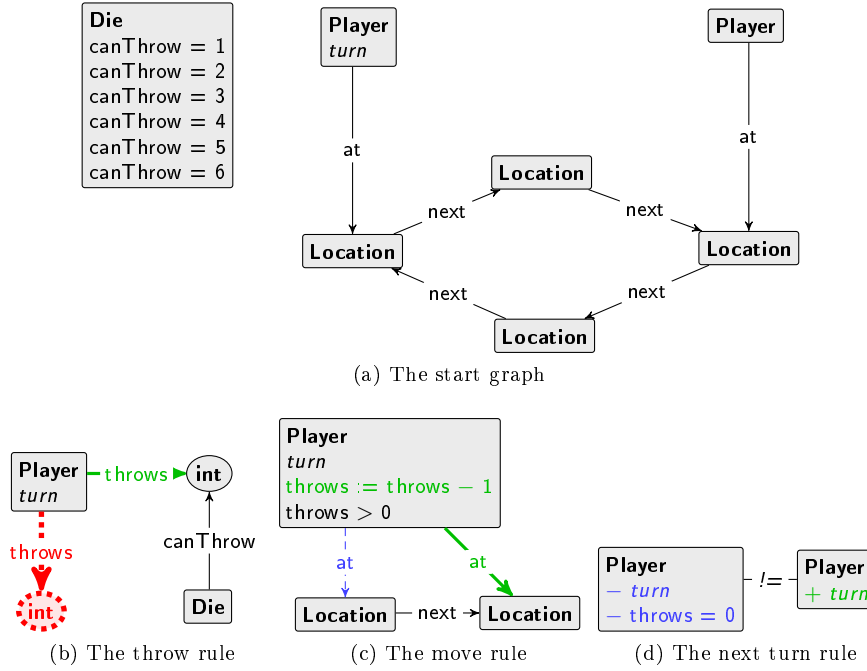 Die
canThrow = 1
canThrow = 2
canThrow = 3
canThrow = 4
canThrow = 5
canThrow = 6
Player
turn
Player
at
at
Location
next
next
Location
Location
next
next
Location
(a) The start graph
Player
turn
throws
int
throws
canThrow
int
Die
(b) The throw rule
Player
turn
throws := throws − 1
throws > 0
at
at
Location
next
Location
(c) The move rule
Player
− turn
− throws = 0
!=
Player
+ turn
(d) The next turn rule